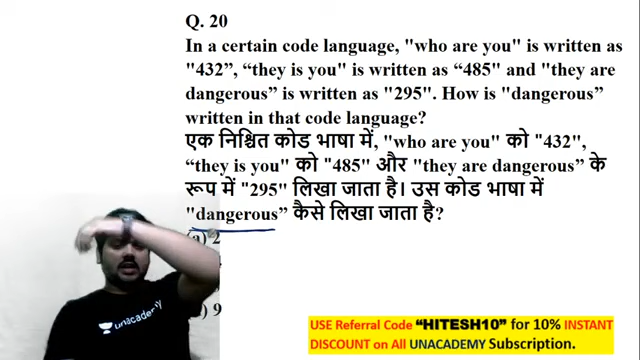 Q. 20
In a certain code language, "who are you" is written as
"432”, “they is you" is written as “485" and "they are
dangerous” is written as "295". How is "dangerous”
written in that code language?
एक निश्चित कोड भाषा में, "who are you" को "432",
“they is you" को "485" और "they are dangerous” के
रूप में "295" लिखा जाता है। उस कोड भाषा में
"dangerous” कैसे लिखा जाता है?
(a) 2
9
unacademy
USE Referral Code “HITESH10” for 10% INSTANT
DISCOUNT on All UNACADEMY Subscription.